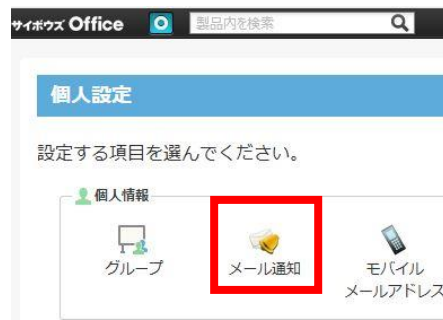 サイボウズ Office 製品内を検索
個人設定
設定する項目を選んでください。
個人情報
グループ メール通知 モバイル
メールアドレス